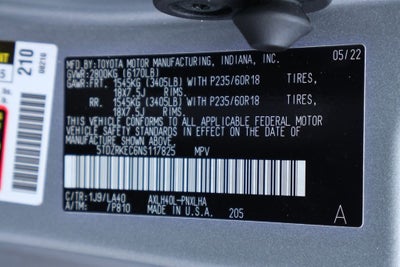 MFD. BY:TOYOTA MOTOR MANUFACTURING, INDIANA, INC.
05/22
GVWR:2800KG (6170LB)
GAWR:FRT. 1545KG (3405LB) WITH P235/60R18 TIRES,
18X7.5J RIMS.
RR. 1545KG (3405LB) WITH P235/60R18 TIRES,
18X7.5J RIMS.
THIS VEHICLE CONFORMS TO ALL APPLICABLE FEDERAL MOTOR
VEHICLE SAFETY STANDARDS IN EFFECT ON THE DATE OF
MANUFACTURE SHOWN ABOVE.
5TDZRKEC6NS117825 MPV
C/TR: 1J9/LA40 AXLH40L-PNXLHA
A/TM: /P810 MADE IN U.S.A. 205
A
210